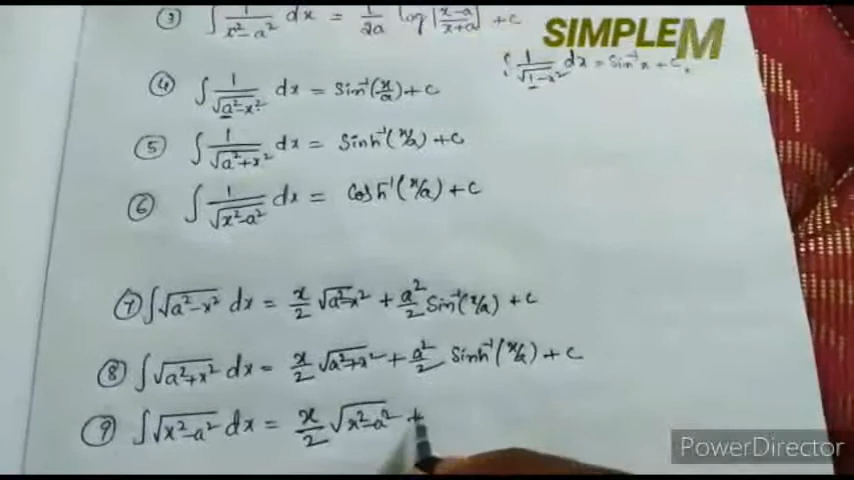 ③ ∫ 1/(x²-a²) dx = 1/2a log|(x-a)/(x+a)| + c
SIMPLE M
∫ 1/√(1-x²) dx = Sin⁻¹x + c.
④ ∫ 1/√(a²-x²) dx = Sin⁻¹(x/a) + c
⑤ ∫ 1/√(a²+x²) dx = Sinh⁻¹(x/a) + c
⑥ ∫ 1/√(x²-a²) dx = Cosh⁻¹(x/a) + c
⑦ ∫ √(a²-x²) dx = x/2 √(a²-x²) + a²/2 Sin⁻¹(x/a) + c
⑧ ∫ √(a²+x²) dx = x/2 √(a²+x²) + a²/2 Sinh⁻¹(x/a) + c
⑨ ∫ √(x²-a²) dx = x/2 √(x²-a²)
PowerDirector